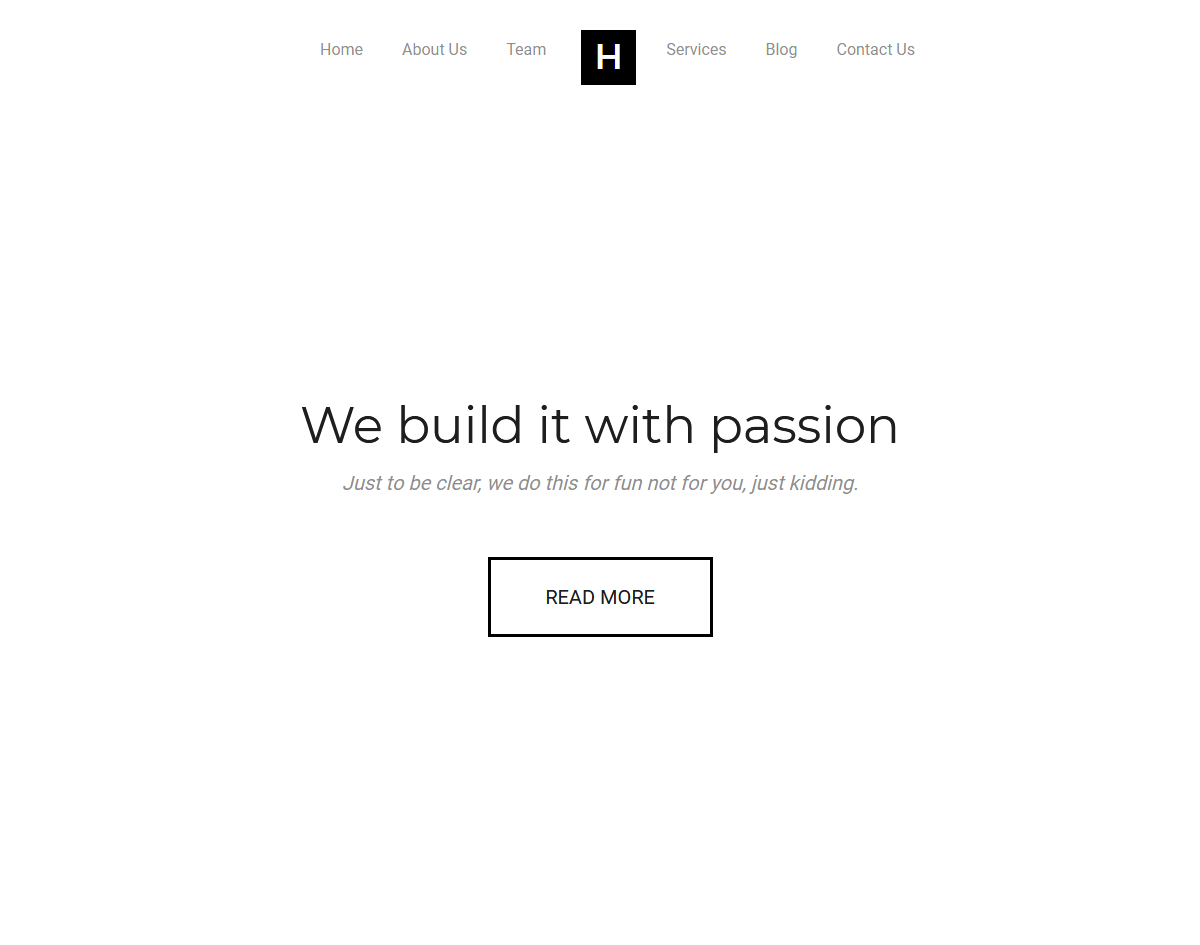 Home About Us Team H Services Blog Contact Us
We build it with passion
Just to be clear, we do this for fun not for you, just kidding.
READ MORE